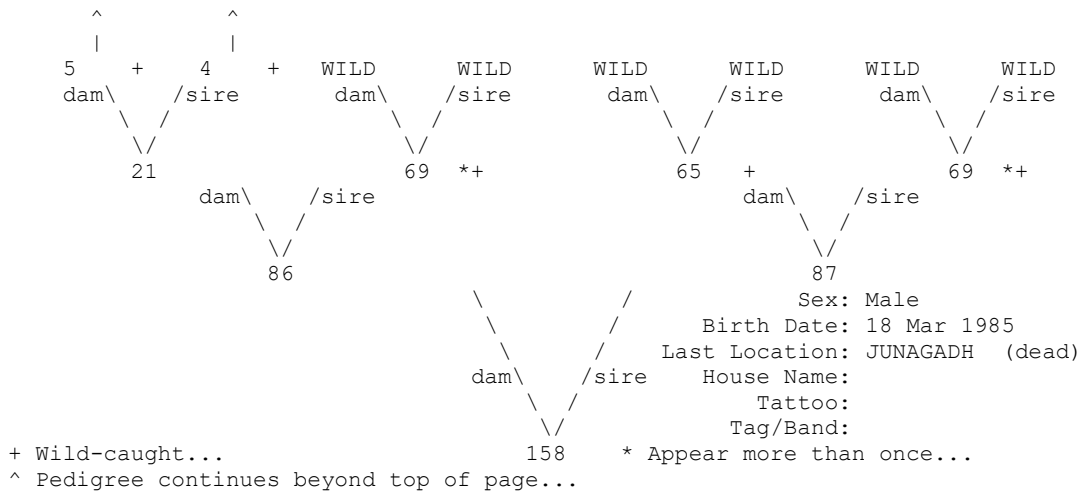 ^ ^
| |
5 + 4 + WILD WILD WILD WILD WILD WILD
dam\ /sire dam\ /sire dam\ /sire dam\ /sire
\ / \ / \ / \ /
\/ \/ \/ \/
21 69 *+ 65 + 69 *+
dam\ /sire dam\ /sire
\ / \ /
\/ \/
86 87
\ / Sex: Male
\ / Birth Date: 18 Mar 1985
\ / Last Location: JUNAGADH (dead)
dam\ /sire House Name:
\ / Tattoo:
\/ Tag/Band:
+ Wild-caught... 158 * Appear more than once...
^ Pedigree continues beyond top of page...